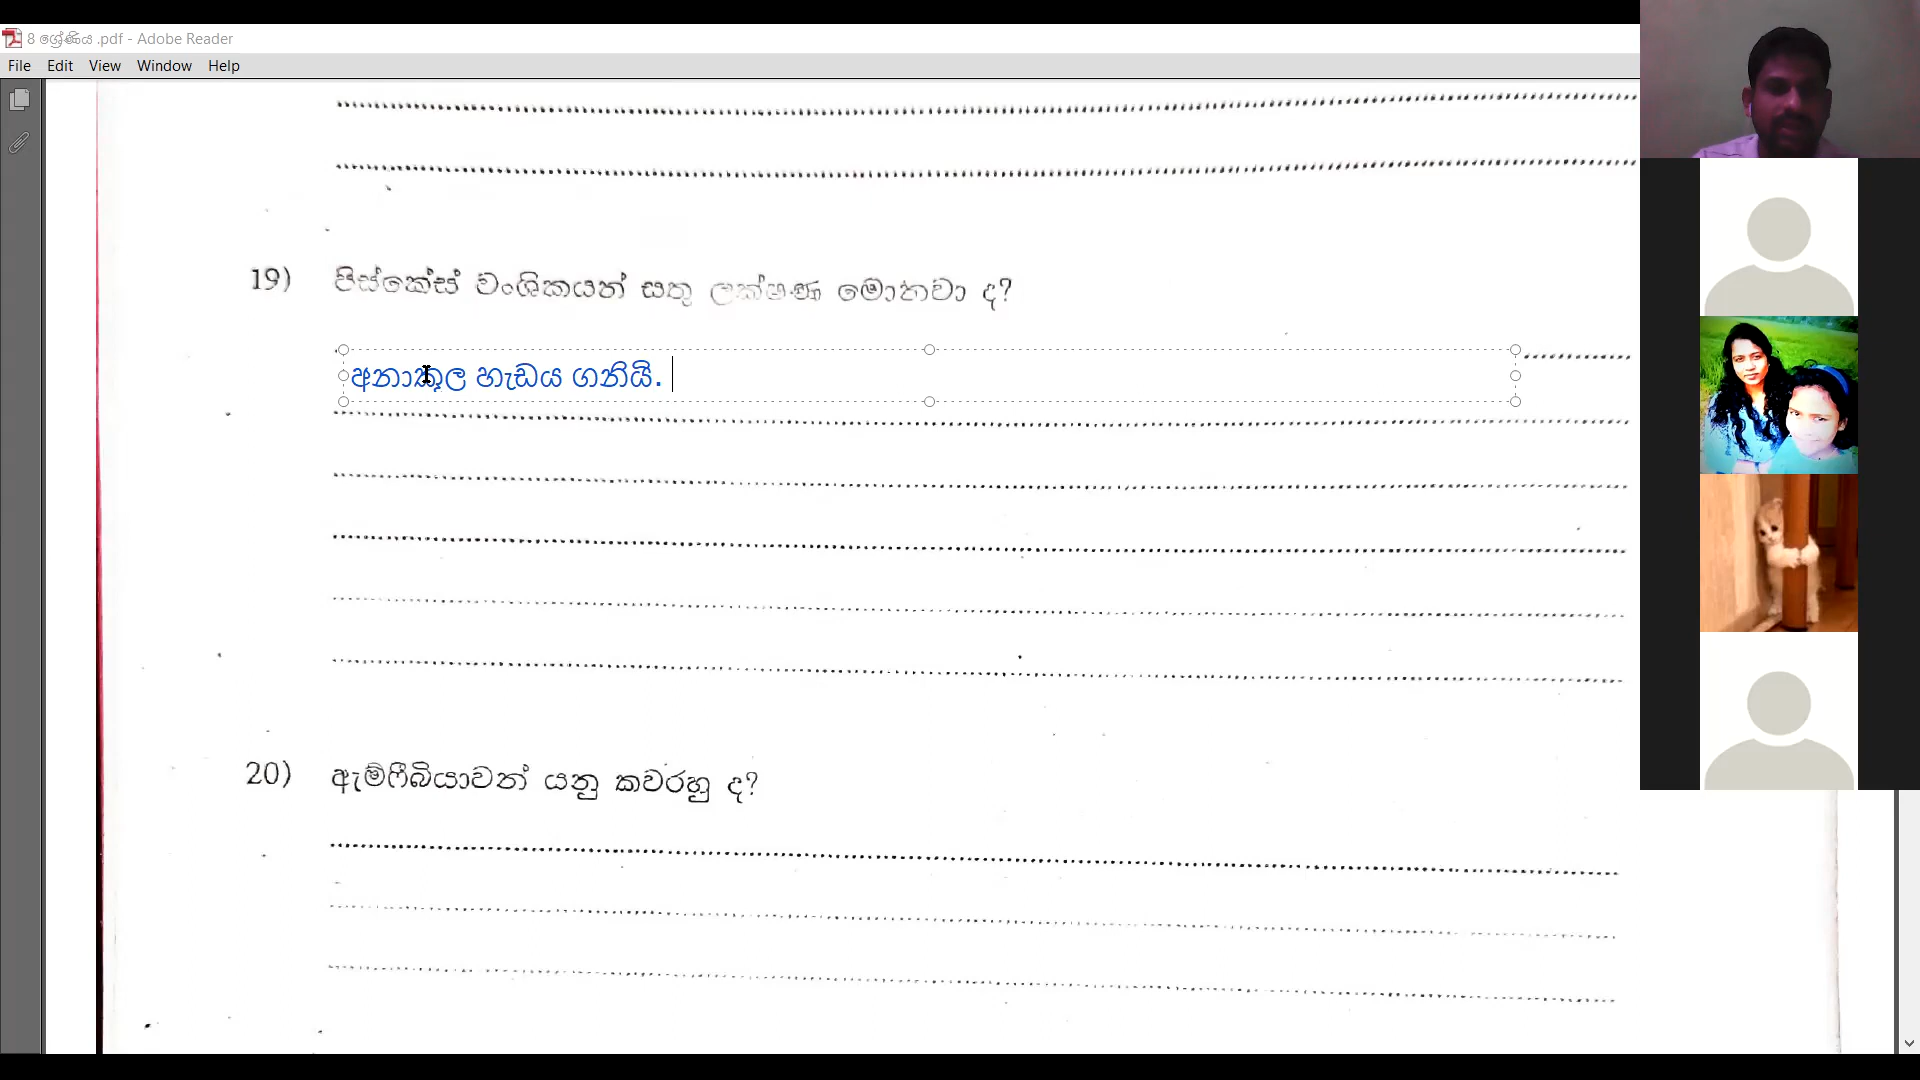 8 ශ්‍රේණිය .pdf - Adobe Reader
File Edit View Window Help
19) පිස්කේස් වංශිකයන් සතු ලක්ෂණ මොනවා ද?
අනාකුල හැඩය ගනියි.
20) ඇම්ෆීබියාවන් යනු කවරහු ද?